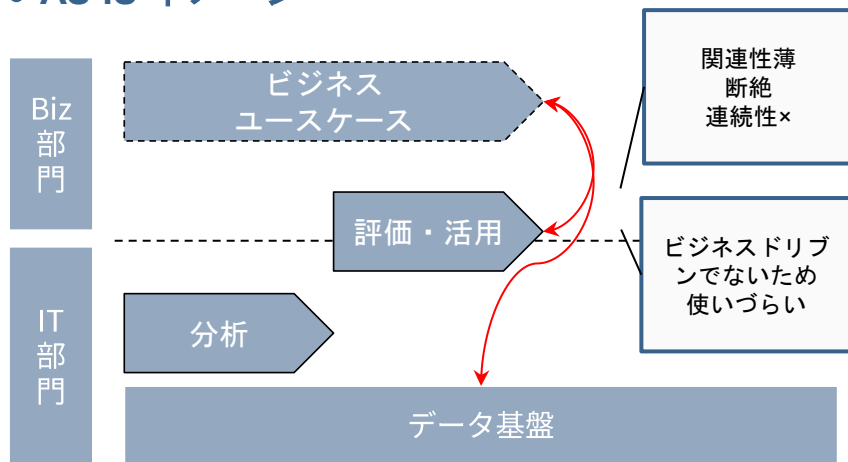 Biz
部
門
ビジネス
ユースケース
関連性薄
断絶
連続性×
評価・活用
ビジネスドリブ
ンでないため
使いづらい
IT
部
門
分析
データ基盤